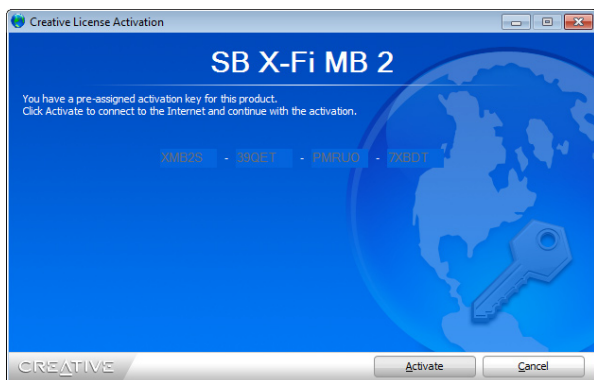 Creative License Activation
SB X-Fi MB 2
You have a pre-assigned activation key for this product.
Click Activate to connect to the Internet and continue with the activation.
XMB2S - 39QET - PMRUO - 7XBDT
CREATIVE
Activate Cancel